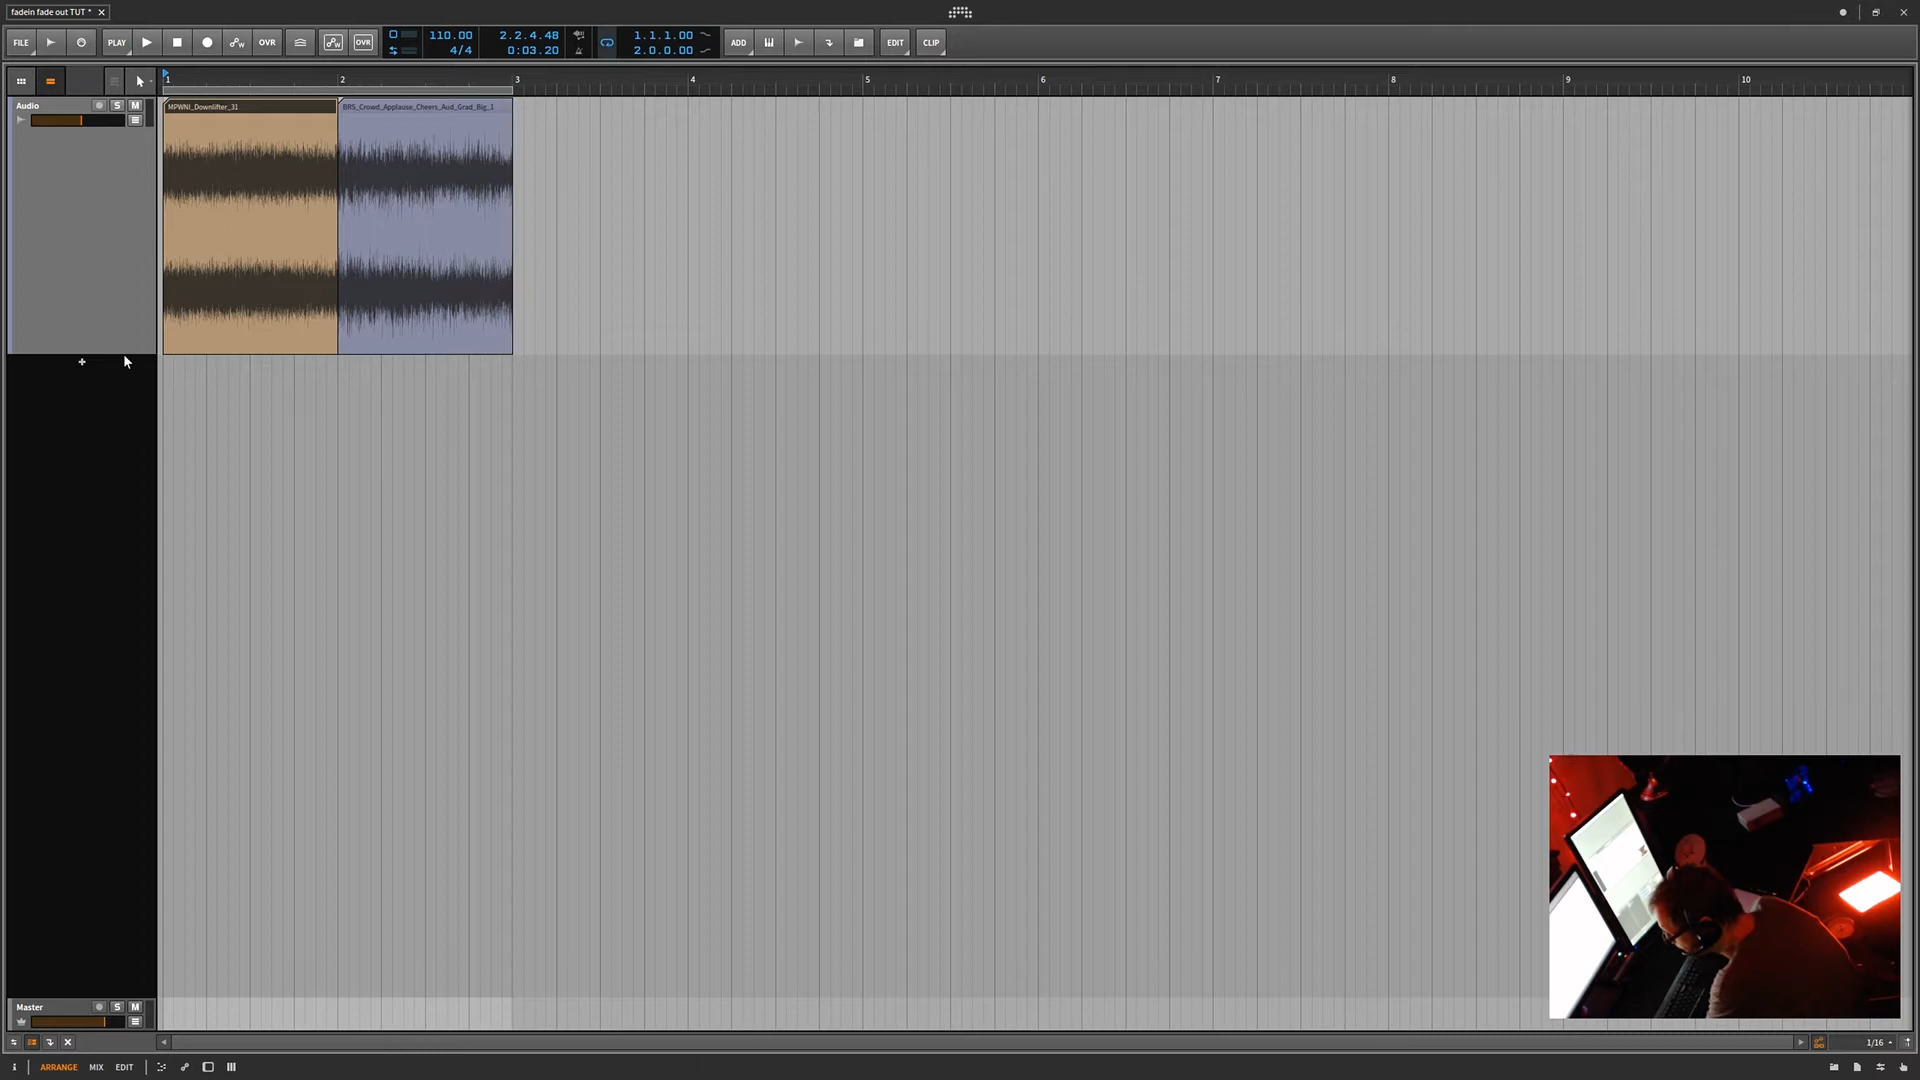 fadein fade out TUT *
FILE PLAY OVR OVR 110.00 2.2.4.48 1.1.1.00 ADD EDIT CLIP
4/4 0:03.20 2.0.0.00
1 2 3 4 5 6 7 8 9 10
Audio S M
MPWNI_Downlifter_31 BRS_Crowd_Applause_Cheers_Aud_Grad_Big_1
Master S M
1/16
i ARRANGE MIX EDIT